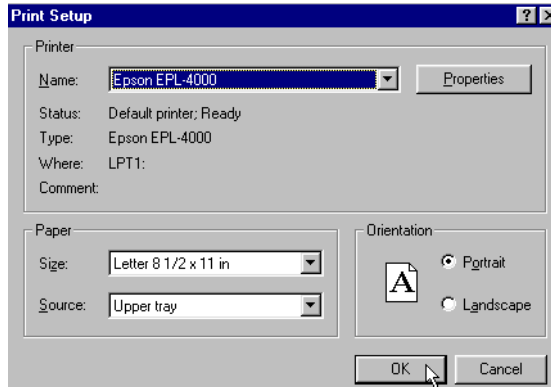 Print Setup
Printer
Name: Epson EPL-4000 Properties
Status: Default printer; Ready
Type: Epson EPL-4000
Where: LPT1:
Comment:
Paper Orientation
Size: Letter 8 1/2 x 11 in A Portrait
Source: Upper tray Landscape
OK Cancel